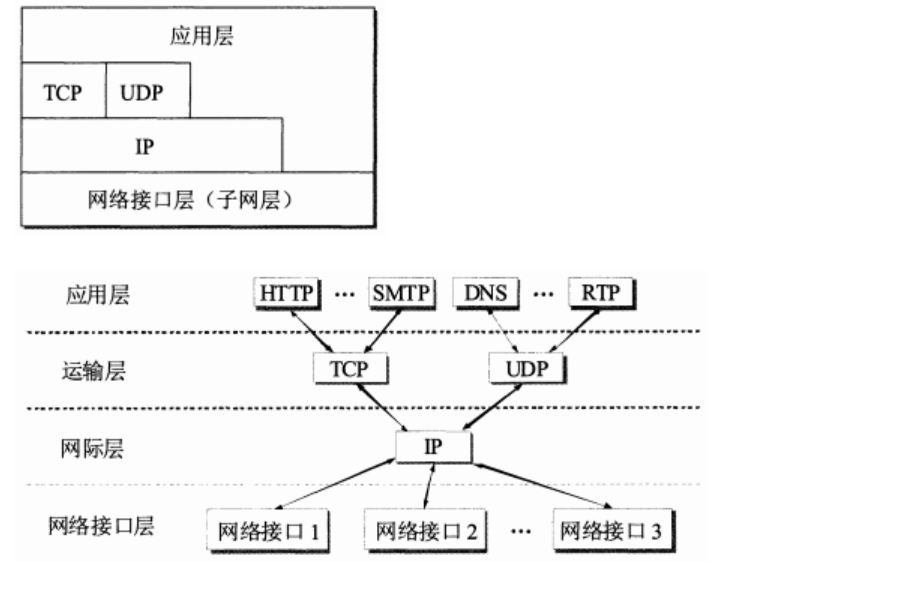 应用层
TCP UDP
IP
网络接口层（子网层）
应用层 HTTP ··· SMTP DNS ··· RTP
运输层 TCP UDP
网际层 IP
网络接口层 网络接口 1 网络接口 2 ··· 网络接口 3